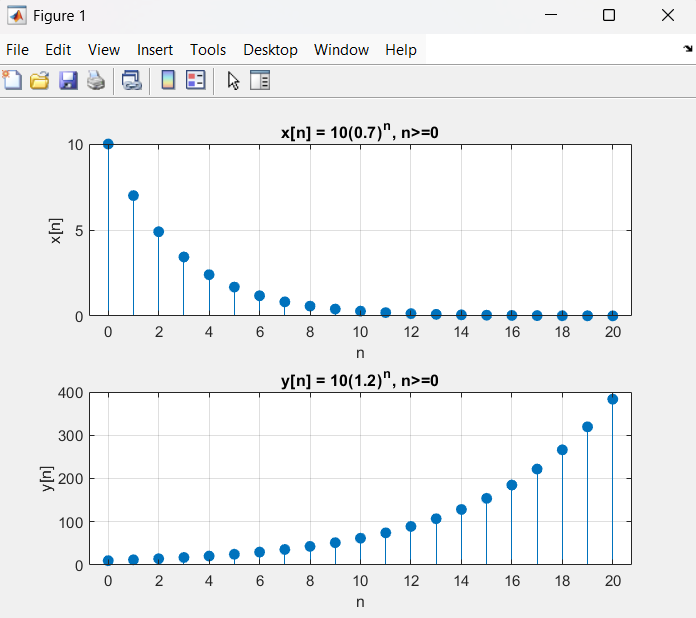 Figure 1
File Edit View Insert Tools Desktop Window Help
x[n] = 10(0.7)^n, n>=0
10
5
0
x[n]
0 2 4 6 8 10 12 14 16 18 20
n
y[n] = 10(1.2)^n, n>=0
400
300
200
100
0
y[n]
0 2 4 6 8 10 12 14 16 18 20
n